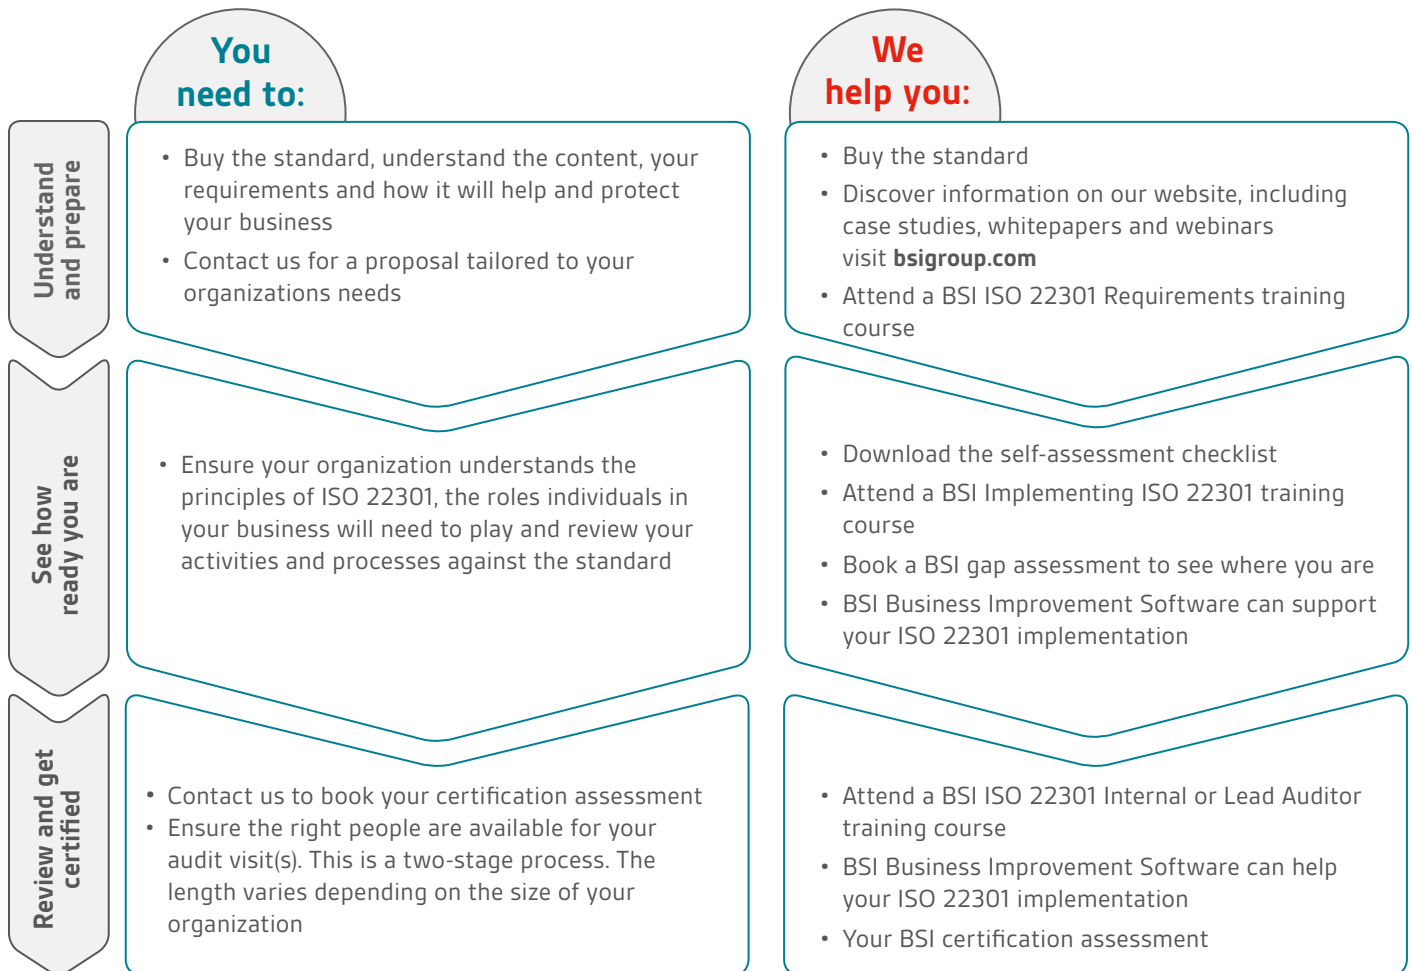 You
need to:
We
help you:
Understand
and prepare
• Buy the standard, understand the content, your
requirements and how it will help and protect
your business
• Contact us for a proposal tailored to your
organizations needs
• Buy the standard
• Discover information on our website, including
case studies, whitepapers and webinars
visit bsigroup.com
• Attend a BSI ISO 22301 Requirements training
course
See how
ready you are
• Ensure your organization understands the
principles of ISO 22301, the roles individuals in
your business will need to play and review your
activities and processes against the standard
• Download the self-assessment checklist
• Attend a BSI Implementing ISO 22301 training
course
• Book a BSI gap assessment to see where you are
• BSI Business Improvement Software can support
your ISO 22301 implementation
Review and get
certified
• Contact us to book your certification assessment
• Ensure the right people are available for your
audit visit(s). This is a two-stage process. The
length varies depending on the size of your
organization
• Attend a BSI ISO 22301 Internal or Lead Auditor
training course
• BSI Business Improvement Software can help
your ISO 22301 implementation
• Your BSI certification assessment